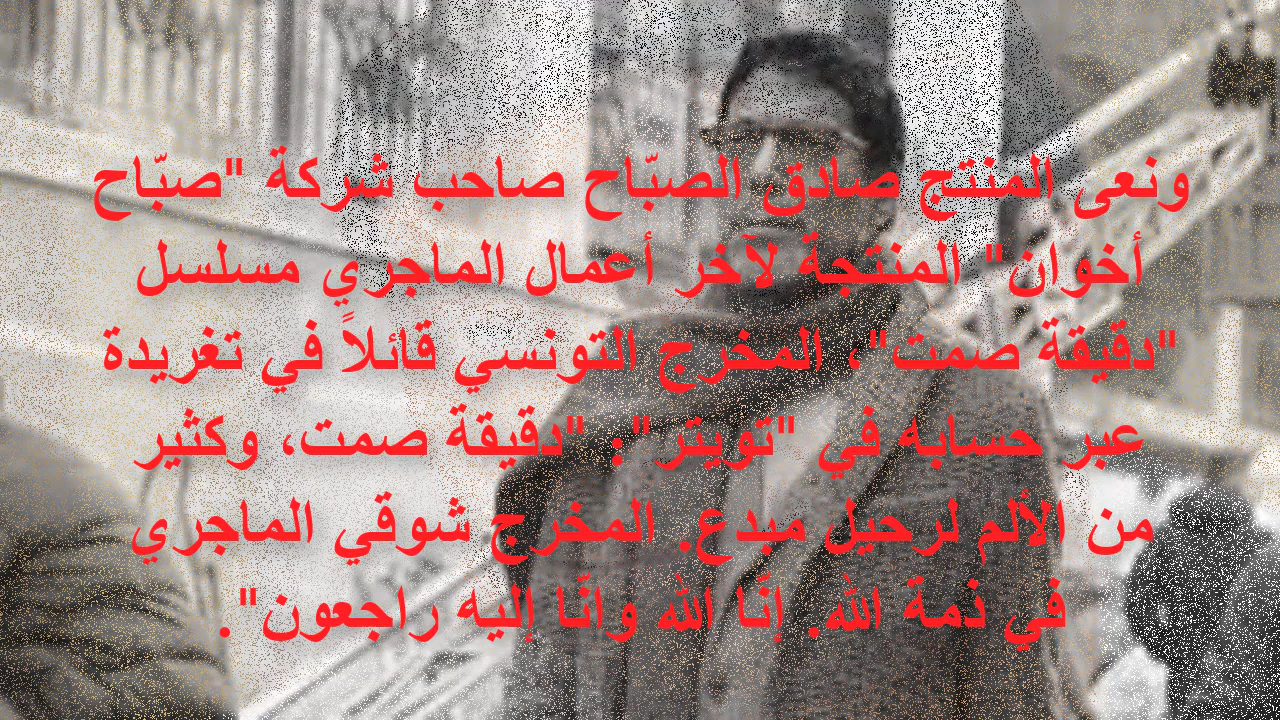 ونعى المنتج صادق الصبّاح صاحب شركة "صبّاح
أخوان" المنتجة لآخر أعمال الماجري مسلسل
"دقيقة صمت"، المخرج التونسي قائلاً في تغريدة
عبر حسابه في "تويتر": "دقيقة صمت، وكثير
من الألم لرحيل مبدع. المخرج شوقي الماجري
في ذمة الله. إنّا الله وانّا إليه راجعون".